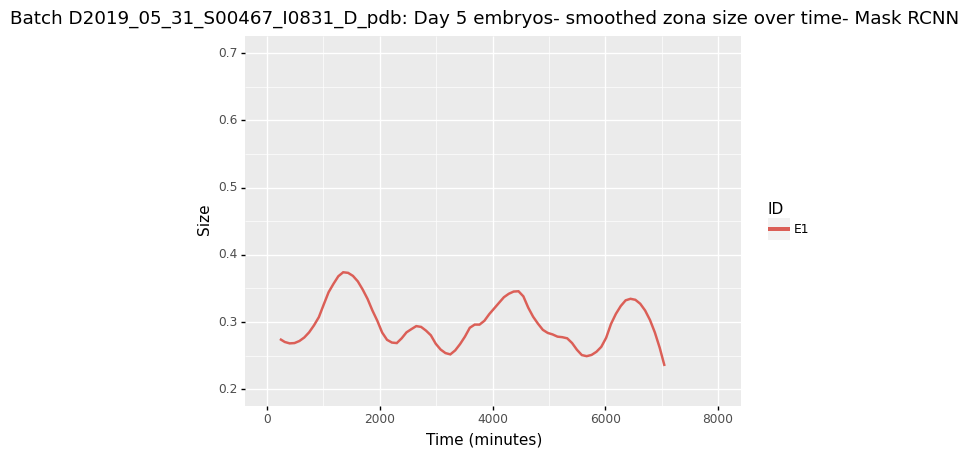 Batch D2019_05_31_S00467_I0831_D_pdb: Day 5 embryos- smoothed zona size over time- Mask RCNN
0.7
0.6
0.5
0.4
0.3
0.2
Size
0 2000 4000 6000 8000
Time (minutes)
ID
E1